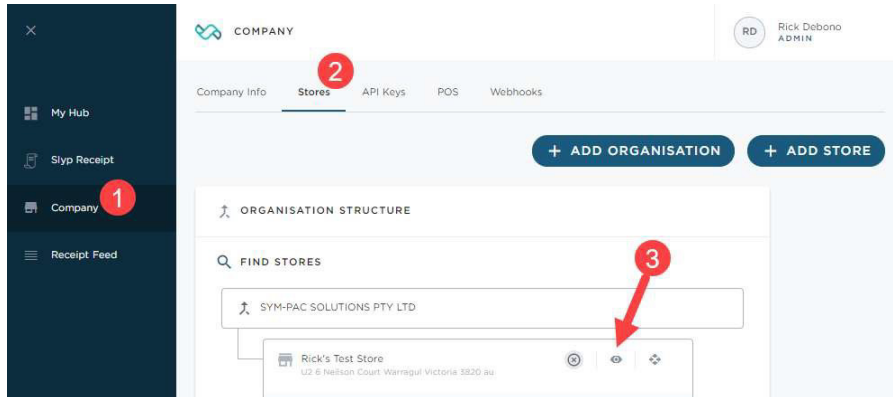 COMPANY
RD
Rick Debono
ADMIN
2
Company Info Stores API Keys POS Webhooks
My Hub
+ ADD ORGANISATION + ADD STORE
Slyp Receipt
Company 1
ORGANISATION STRUCTURE
Receipt Feed
FIND STORES
3
SYM-PAC SOLUTIONS PTY LTD
Rick's Test Store
U2 6 Neilson Court Warragul Victoria 3820 au